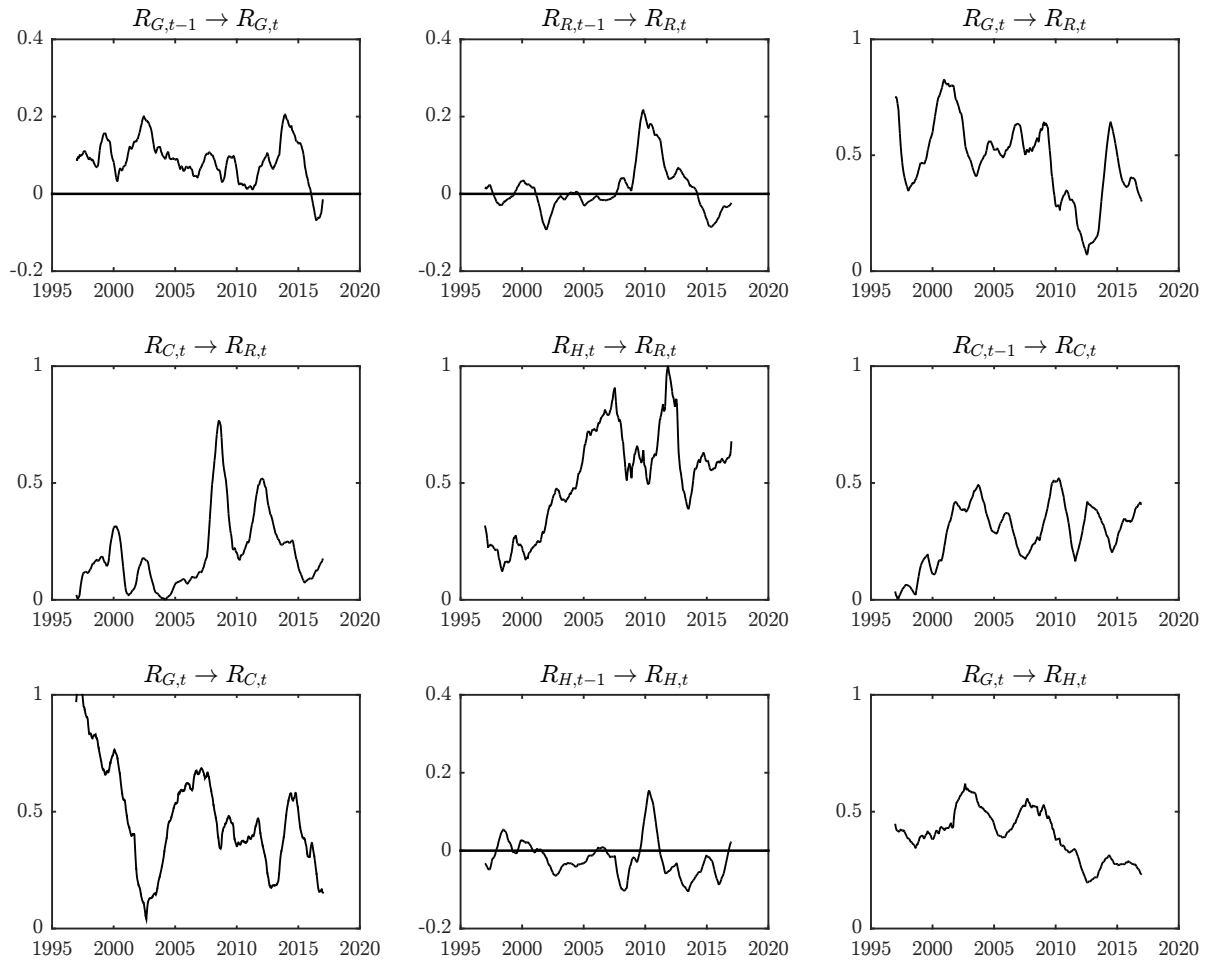 R_{G,t−1} → R_{G,t}
0.4
0.2
0
-0.2
1995 2000 2005 2010 2015 2020
R_{R,t−1} → R_{R,t}
0.4
0.2
0
-0.2
1995 2000 2005 2010 2015 2020
R_{G,t} → R_{R,t}
1
0.5
0
1995 2000 2005 2010 2015 2020
R_{C,t} → R_{R,t}
1
0.5
0
1995 2000 2005 2010 2015 2020
R_{H,t} → R_{R,t}
1
0.5
0
1995 2000 2005 2010 2015 2020
R_{C,t−1} → R_{C,t}
1
0.5
0
1995 2000 2005 2010 2015 2020
R_{G,t} → R_{C,t}
1
0.5
0
1995 2000 2005 2010 2015 2020
R_{H,t−1} → R_{H,t}
0.4
0.2
0
-0.2
1995 2000 2005 2010 2015 2020
R_{G,t} → R_{H,t}
1
0.5
0
1995 2000 2005 2010 2015 2020